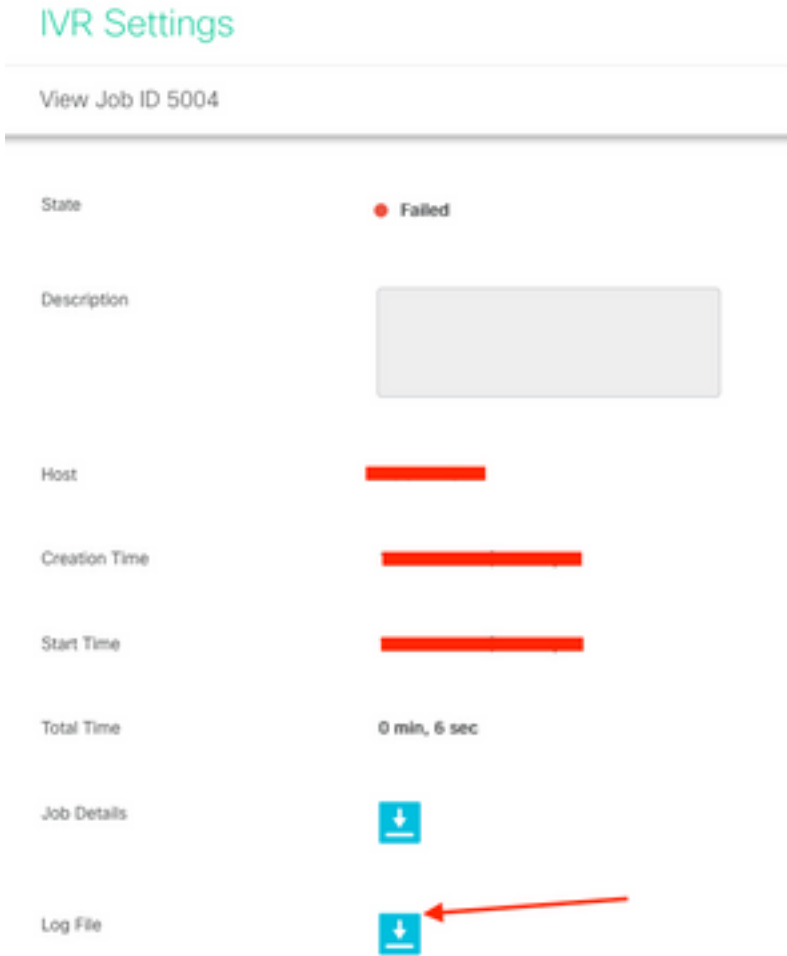 IVR Settings
View Job ID 5004
State
Failed
Description
Host
Creation Time
Start Time
Total Time
0 min, 6 sec
Job Details
Log File